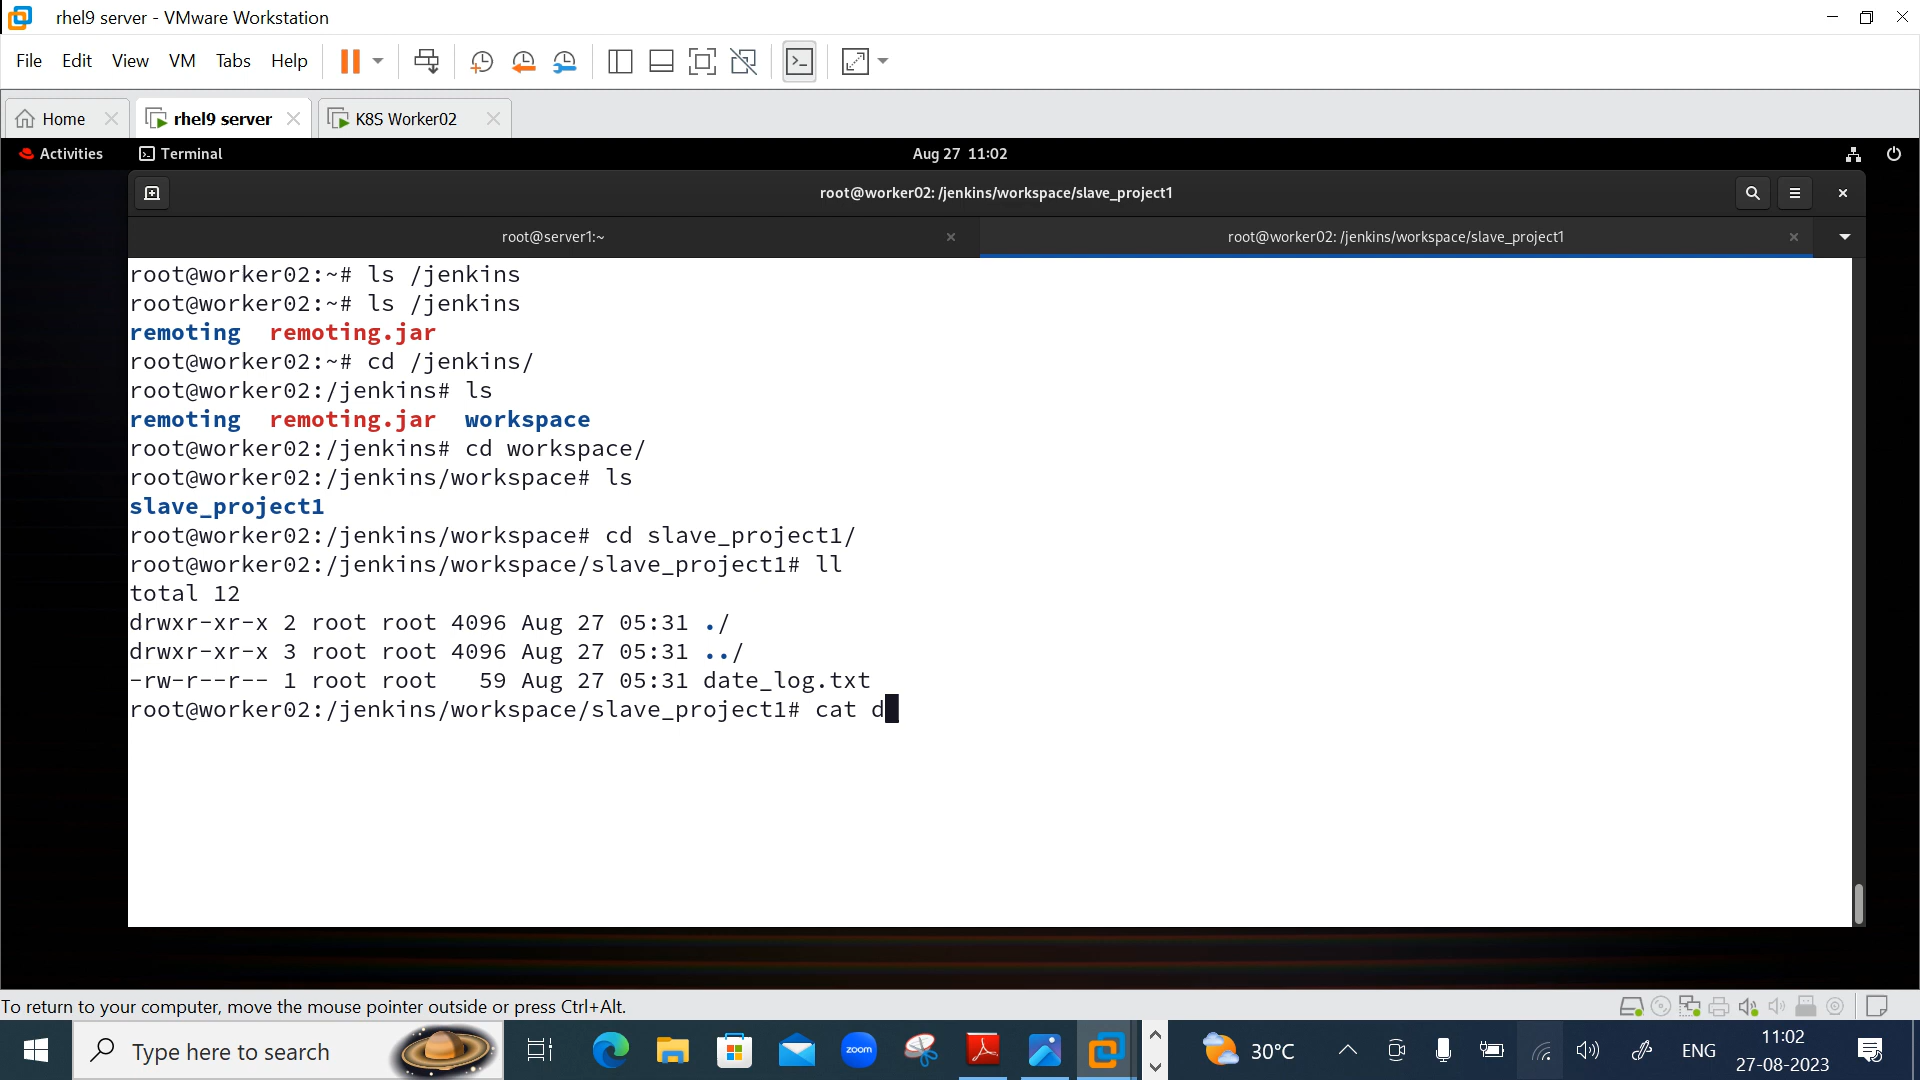 rhel9 server - VMware Workstation
File Edit View VM Tabs Help
Home rhel9 server K8S Worker02
Activities Terminal Aug 27 11:02
root@worker02: /jenkins/workspace/slave_project1
root@server1:~ root@worker02: /jenkins/workspace/slave_project1
root@worker02:~# ls /jenkins
root@worker02:~# ls /jenkins
remoting remoting.jar
root@worker02:~# cd /jenkins/
root@worker02:/jenkins# ls
remoting remoting.jar workspace
root@worker02:/jenkins# cd workspace/
root@worker02:/jenkins/workspace# ls
slave_project1
root@worker02:/jenkins/workspace# cd slave_project1/
root@worker02:/jenkins/workspace/slave_project1# ll
total 12
drwxr-xr-x 2 root root 4096 Aug 27 05:31 ./
drwxr-xr-x 3 root root 4096 Aug 27 05:31 ../
-rw-r--r-- 1 root root 59 Aug 27 05:31 date_log.txt
root@worker02:/jenkins/workspace/slave_project1# cat d
To return to your computer, move the mouse pointer outside or press Ctrl+Alt.
Type here to search zoom 30°C ENG 11:02
27-08-2023